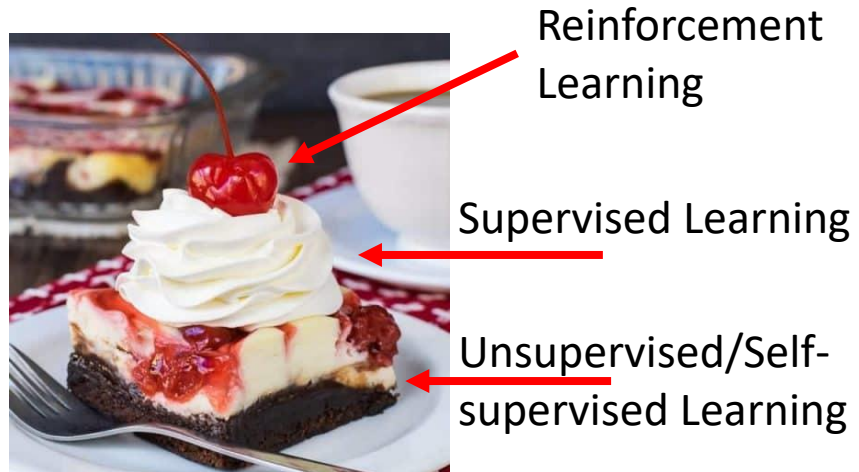 Reinforcement
Learning
Supervised Learning
Unsupervised/Self-
supervised Learning